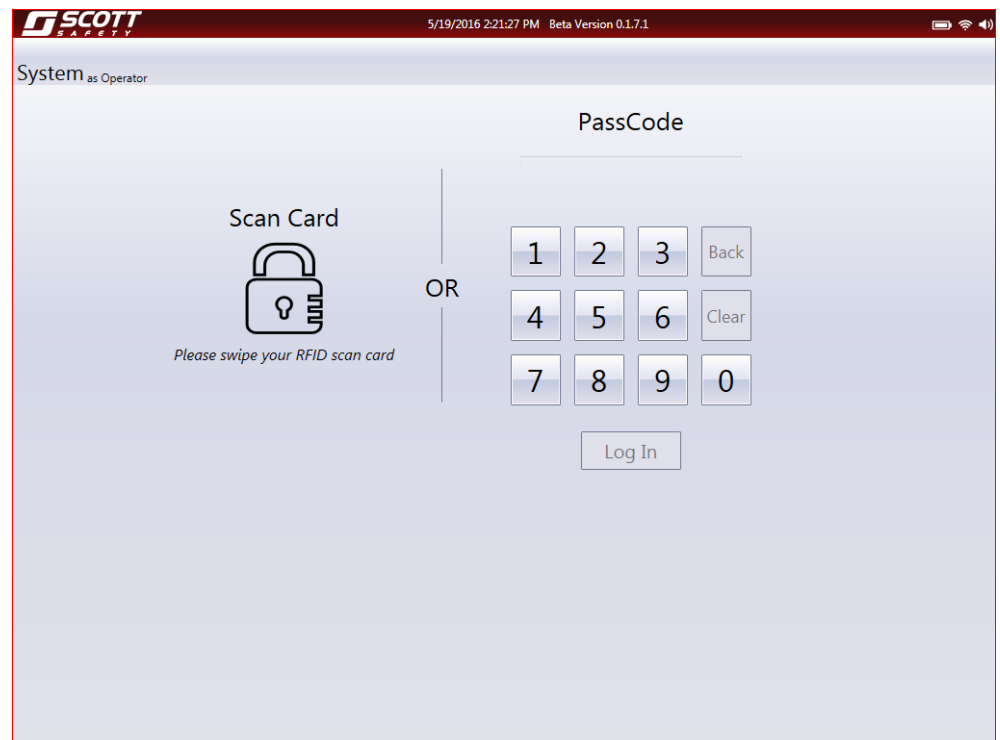 SCOTT
SAFETY
5/19/2016 2:21:27 PM Beta Version 0.1.7.1
System as Operator
PassCode
Scan Card
Please swipe your RFID scan card
OR
1 2 3 Back
4 5 6 Clear
7 8 9 0
Log In